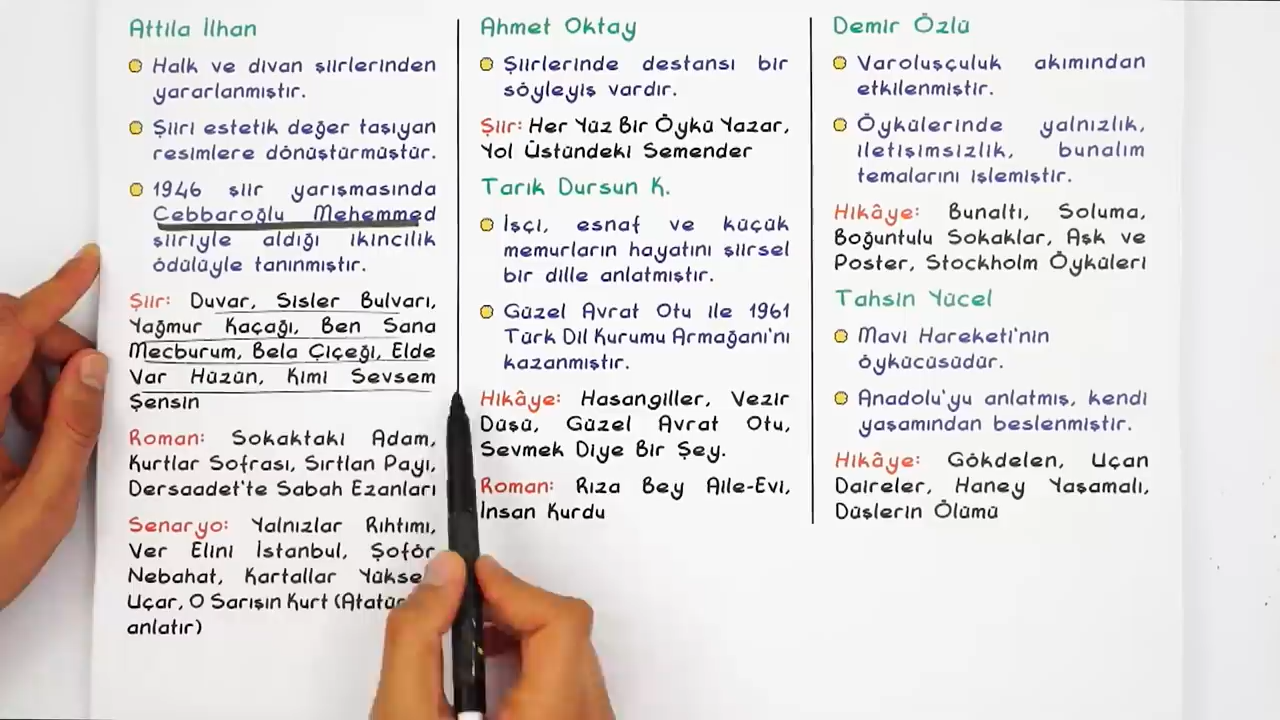 Attila İlhan
Halk ve divan şiirlerinden
yararlanmıştır.
Şiiri estetik değer taşıyan
resimlere dönüştürmüştür.
1946 şiir yarışmasında
Cebbaroğlu Mehemmed
şiiriyle aldığı ikincilik
ödülüyle tanınmıştır.
Şiir: Duvar, Sisler Bulvarı,
Yağmur Kaçağı, Ben Sana
Mecburum, Bela Çiçeği, Elde
Var Hüzün, Kimi Sevsem
Sensin
Roman: Sokaktaki Adam,
Kurtlar Sofrası, Sırtlan Payı,
Dersaadet'te Sabah Ezanları
Senaryo: Yalnızlar Rıhtımı,
Ver Elini İstanbul, Şoför
Nebahat, Kartallar
Uçar, O Sarışın Kurt
anlatır)
Ahmet Oktay
Şiirlerinde destansı bir
söyleyiş vardır.
Şiir: Her Yüz Bir Öykü Yazar,
Yol Üstündeki Semender
Tarık Dursun K.
İşçi, esnaf ve küçük
memurların hayatını şiirsel
bir dille anlatmıştır.
Güzel Avrat Otu ile 1961
Türk Dil Kurumu Armağanı'nı
kazanmıştır.
Hikâye: Hasangiller, Vezir
Düşü, Güzel Avrat Otu,
Sevmek Diye Bir Şey.
Roman: Rıza Bey Aile-Evi,
İnsan Kurdu
Demir Özlü
Varoluşçuluk akımından
etkilenmiştir.
Öykülerinde yalnızlık,
iletişimsizlik, bunalım
temalarını işlemiştir.
Hikâye: Bunaltı, Soluma,
Boğuntulu Sokaklar, Aşk ve
Poster, Stockholm Öyküleri
Tahsin Yücel
Mavi Hareketi'nin
öykücüsüdür.
Anadolu'yu anlatmış, kendi
yaşamından beslenmiştir.
Hikâye: Gökdelen, Uçan
Daireler, Haney Yaşamalı,
Düşlerin Ölümü